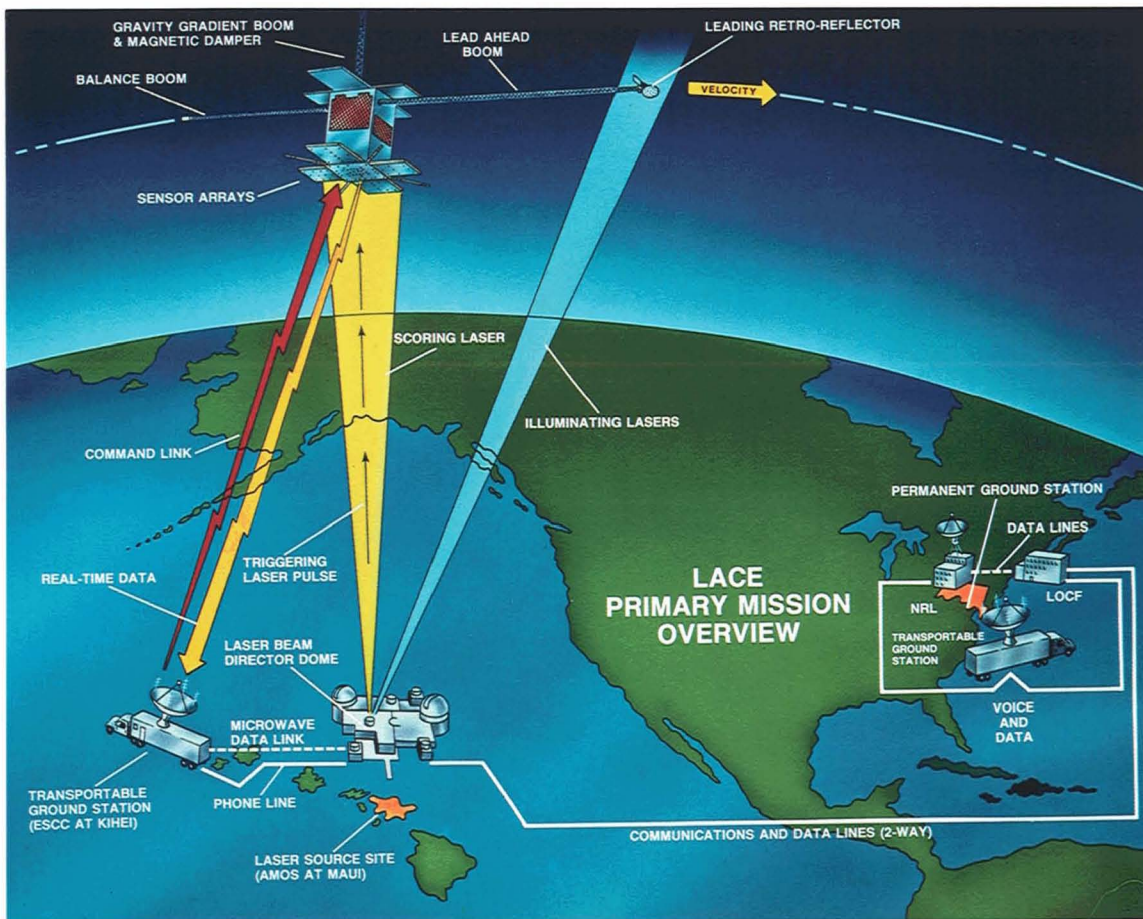 GRAVITY GRADIENT BOOM
& MAGNETIC DAMPER
LEAD AHEAD
BOOM
LEADING RETRO-REFLECTOR
BALANCE BOOM
VELOCITY
SENSOR ARRAYS
SCORING LASER
ILLUMINATING LASERS
COMMAND LINK
PERMANENT GROUND STATION
DATA LINES
REAL-TIME DATA
TRIGGERING
LASER PULSE
LACE
PRIMARY MISSION
OVERVIEW
NRL
LOCF
TRANSPORTABLE
GROUND
STATION
LASER BEAM
DIRECTOR DOME
VOICE
AND
DATA
MICROWAVE
DATA LINK
TRANSPORTABLE
GROUND STATION
(ESCC AT KIHEI)
PHONE LINE
COMMUNICATIONS AND DATA LINES (2-WAY)
LASER SOURCE SITE
(AMOS AT MAUI)